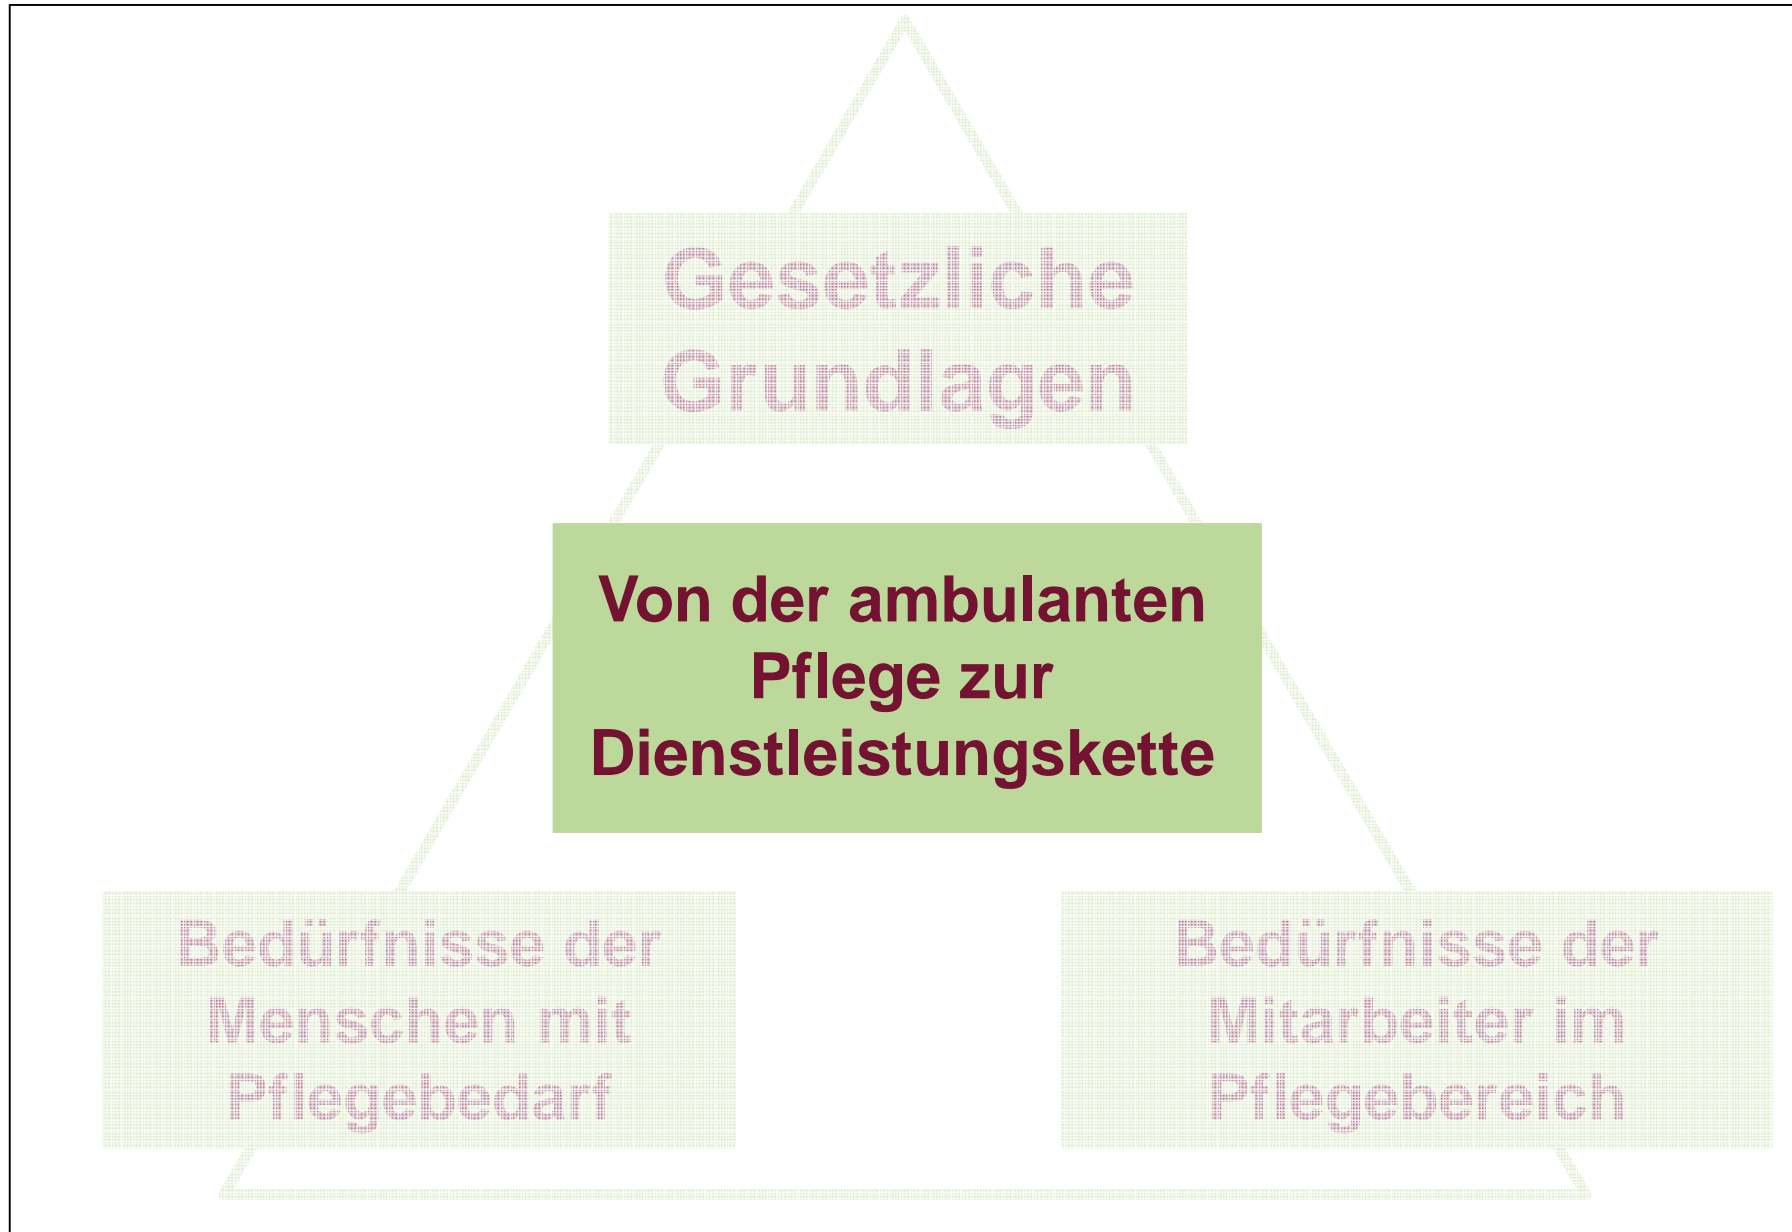 Gesetzliche
Grundlagen
Von der ambulanten
Pflege zur
Dienstleistungskette
Bedürfnisse der
Menschen mit
Pflegebedarf
Bedürfnisse der
Mitarbeiter im
Pflegebereich